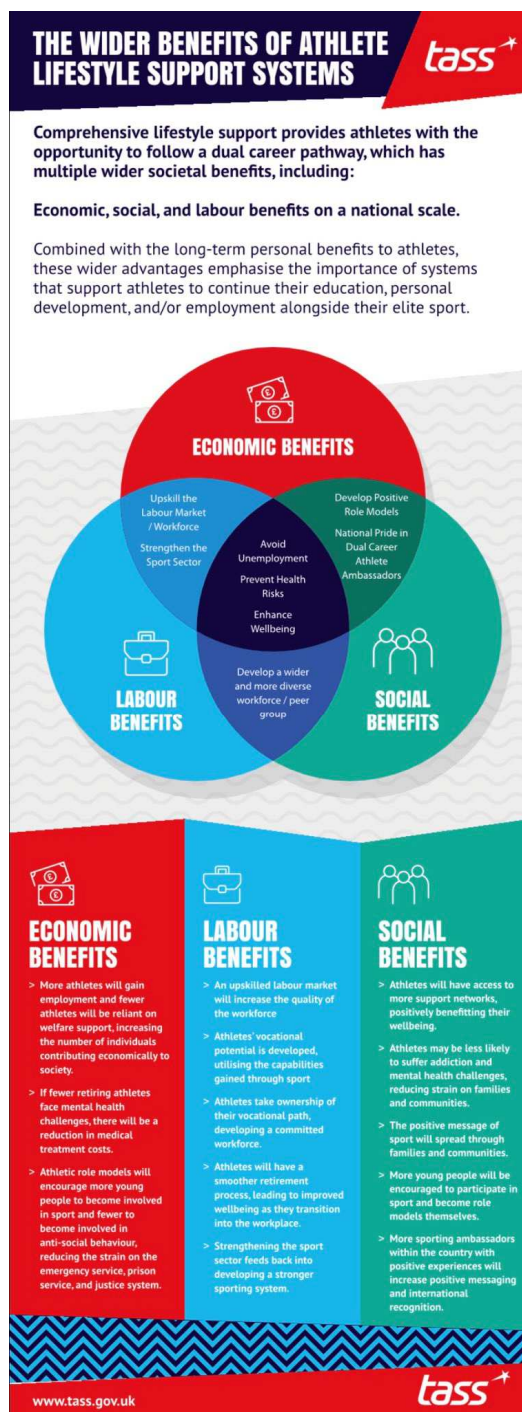 THE WIDER BENEFITS OF ATHLETE
LIFESTYLE SUPPORT SYSTEMS
tass
Comprehensive lifestyle support provides athletes with the
opportunity to follow a dual career pathway, which has
multiple wider societal benefits, including:
Economic, social, and labour benefits on a national scale.
Combined with the long-term personal benefits to athletes,
these wider advantages emphasise the importance of systems
that support athletes to continue their education, personal
development, and/or employment alongside their elite sport.
ECONOMIC BENEFITS
Upskill the
Labour Market
/ Workforce
Strengthen the
Sport Sector
Develop Positive
Role Models
National Pride in
Dual Career
Athlete
Ambassadors
Avoid
Unemployment
Prevent Health
Risks
Enhance
Wellbeing
LABOUR
BENEFITS
Develop a wider
and more diverse
workforce / peer
group
SOCIAL
BENEFITS
ECONOMIC
BENEFITS
> More athletes will gain
employment and fewer
athletes will be reliant on
welfare support, increasing
the number of individuals
contributing economically to
society.
> If fewer retiring athletes
face mental health
challenges, there will be a
reduction in medical
treatment costs.
> Athletic role models will
encourage more young
people to become involved
in sport and fewer to
become involved in
anti-social behaviour,
reducing the strain on the
emergency service, prison
service, and justice system.
LABOUR
BENEFITS
> An upskilled labour market
will increase the quality of
the workforce
> Athletes' vocational
potential is developed,
utilising the capabilities
gained through sport
> Athletes take ownership of
their vocational path,
developing a committed
workforce.
> Athletes will have a
smoother retirement
process, leading to improved
wellbeing as they transition
into the workplace.
> Strengthening the sport
sector feeds back into
developing a stronger
sporting system.
SOCIAL
BENEFITS
> Athletes will have access to
more support networks,
positively benefitting their
wellbeing.
> Athletes may be less likely
to suffer addiction and
mental health challenges,
reducing strain on families
and communities.
> The positive message of
sport will spread through
families and communities.
> More young people will be
encouraged to participate in
sport and become role
models themselves.
> More sporting ambassadors
within the country with
positive experiences will
increase positive messaging
and international
recognition.
www.tass.gov.uk
tass